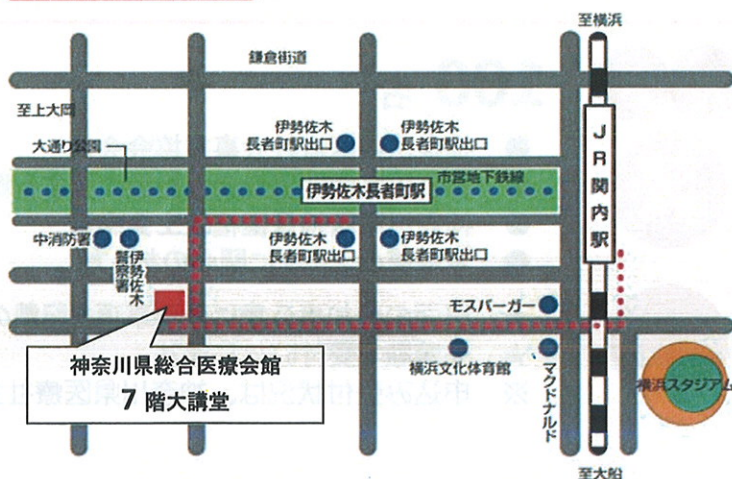 至横浜
鎌倉街道
至上大岡
大通り公園
伊勢佐木
長者町駅出口
伊勢佐木
長者町駅出口
JR関内駅
市営地下鉄線
伊勢佐木長者町駅
中消防署
伊勢佐木
警察署
伊勢佐木
長者町駅出口
伊勢佐木
長者町駅出口
モスバーガー
神奈川県総合医療会館
7階大講堂
横浜文化体育館
マクドナルド
横浜スタジアム
至大船